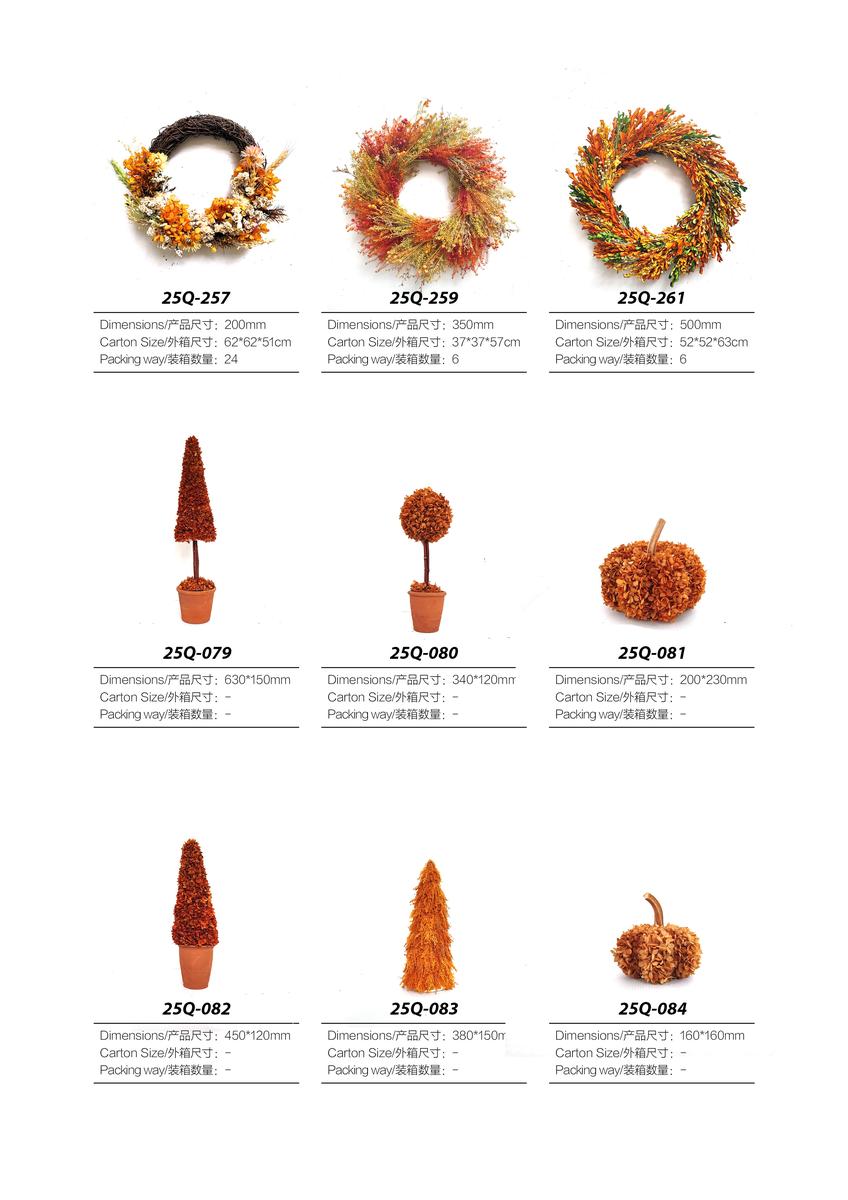 25Q-257
Dimensions/产品尺寸：200mm
Carton Size/外箱尺寸：62*62*51cm
Packing way/装箱数量：24
25Q-259
Dimensions/产品尺寸：350mm
Carton Size/外箱尺寸：37*37*57cm
Packing way/装箱数量：6
25Q-261
Dimensions/产品尺寸：500mm
Carton Size/外箱尺寸：52*52*63cm
Packing way/装箱数量：6
25Q-079
Dimensions/产品尺寸：630*150mm
Carton Size/外箱尺寸：-
Packing way/装箱数量：-
25Q-080
Dimensions/产品尺寸：340*120mm
Carton Size/外箱尺寸：-
Packing way/装箱数量：-
25Q-081
Dimensions/产品尺寸：200*230mm
Carton Size/外箱尺寸：-
Packing way/装箱数量：-
25Q-082
Dimensions/产品尺寸：450*120mm
Carton Size/外箱尺寸：-
Packing way/装箱数量：-
25Q-083
Dimensions/产品尺寸：380*150m
Carton Size/外箱尺寸：-
Packing way/装箱数量：-
25Q-084
Dimensions/产品尺寸：160*160mm
Carton Size/外箱尺寸：-
Packing way/装箱数量：-